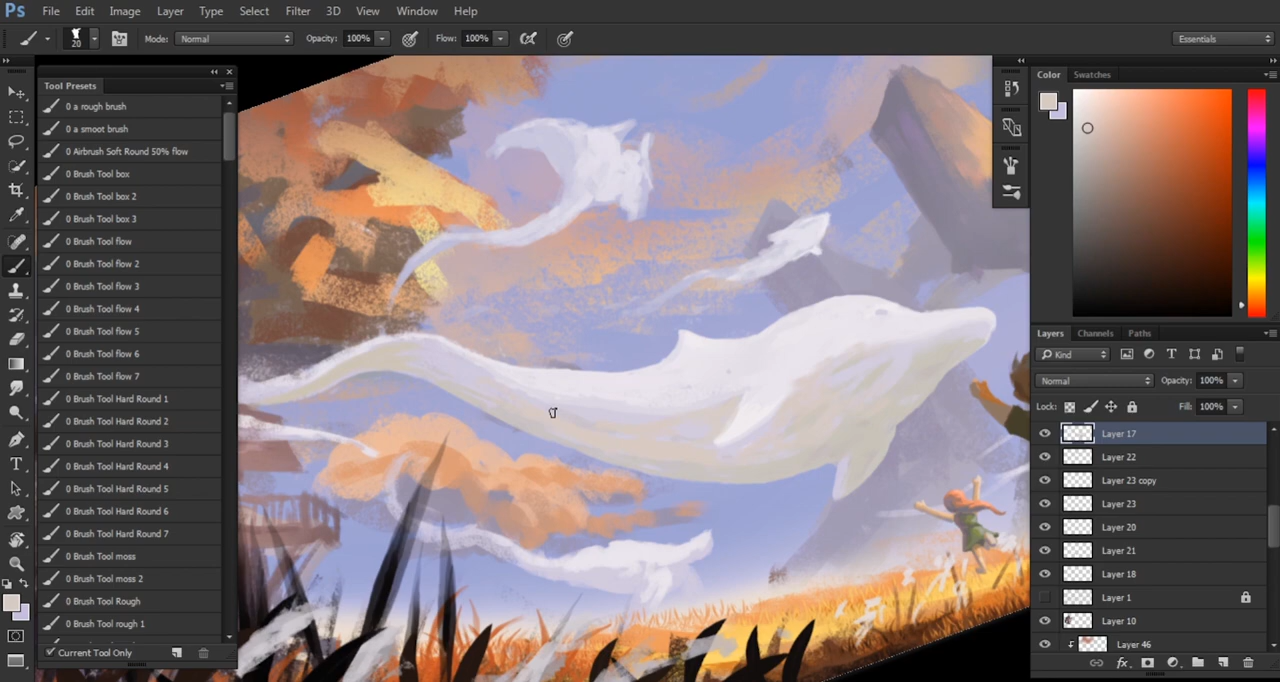 Ps File Edit Image Layer Type Select Filter 3D View Window Help
20 Mode: Normal Opacity: 100% Flow: 100% Essentials
Tool Presets
0 a rough brush
0 a smoot brush
0 Airbrush Soft Round 50% flow
0 Brush Tool box
0 Brush Tool box 2
0 Brush Tool box 3
0 Brush Tool flow
0 Brush Tool flow 2
0 Brush Tool flow 3
0 Brush Tool flow 4
0 Brush Tool flow 5
0 Brush Tool flow 6
0 Brush Tool flow 7
0 Brush Tool Hard Round 1
0 Brush Tool Hard Round 2
0 Brush Tool Hard Round 3
0 Brush Tool Hard Round 4
0 Brush Tool Hard Round 5
0 Brush Tool Hard Round 6
0 Brush Tool Hard Round 7
0 Brush Tool moss
0 Brush Tool moss 2
0 Brush Tool Rough
0 Brush Tool rough 1
Current Tool Only
Color Swatches
Layers Channels Paths
Kind
Normal Opacity: 100%
Lock: Fill: 100%
Layer 17
Layer 22
Layer 23 copy
Layer 23
Layer 20
Layer 21
Layer 18
Layer 1
Layer 10
Layer 46
fx